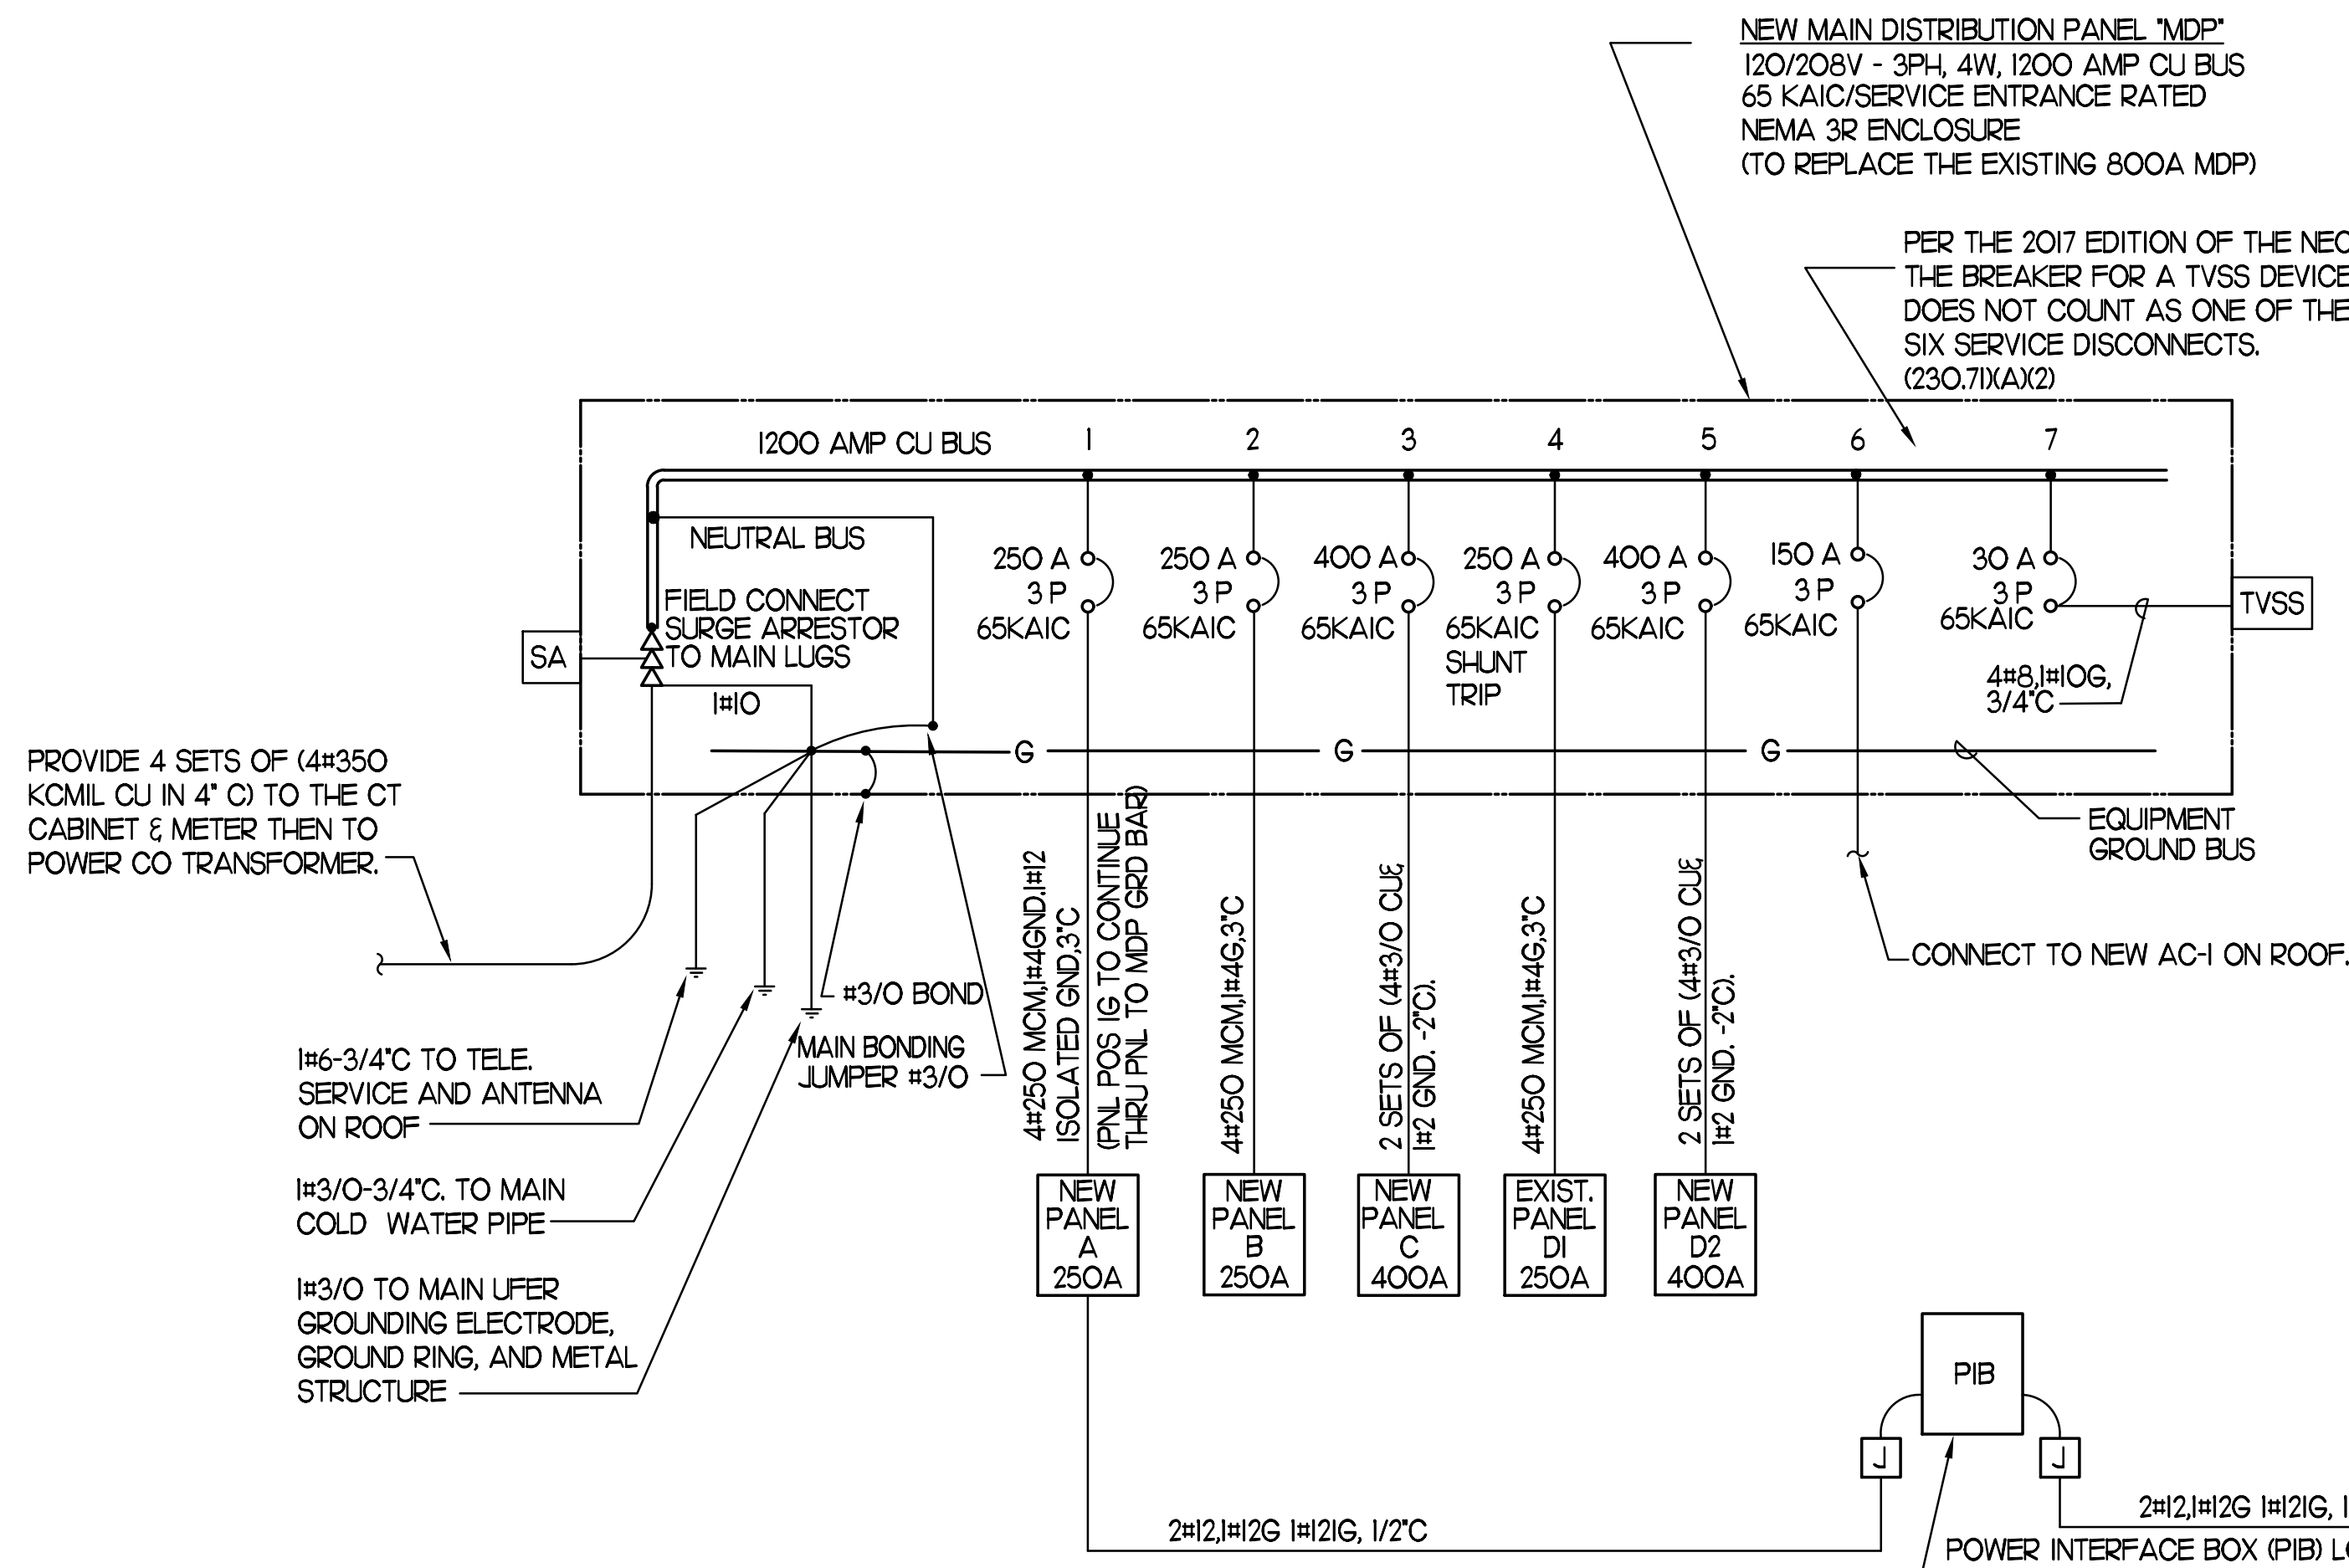 NEW MAIN DISTRIBUTION PANEL "MDP"
120/208V - 3PH, 4W, 1200 AMP CU BUS
65 KAIC/SERVICE ENTRANCE RATED
NEMA 3R ENCLOSURE
(TO REPLACE THE EXISTING 800A MDP)
PER THE 2017 EDITION OF THE NEC
THE BREAKER FOR A TVSS DEVICE
DOES NOT COUNT AS ONE OF THE
SIX SERVICE DISCONNECTS.
(230.71)(A)(2)
1200 AMP CU BUS
1
2
3
4
5
6
7
NEUTRAL BUS
FIELD CONNECT
SURGE ARRESTOR
TO MAIN LUGS
SA
1#10
250 A
3 P
65KAIC
250 A
3 P
65KAIC
400 A
3 P
65KAIC
250 A
3 P
65KAIC
SHUNT
TRIP
400 A
3 P
65KAIC
150 A
3 P
65KAIC
30 A
3 P
65KAIC
TVSS
4#8,1#10G,
3/4"C
G
G
G
EQUIPMENT
GROUND BUS
PROVIDE 4 SETS OF (4#350
KCMIL CU IN 4" C) TO THE CT
CABINET & METER THEN TO
POWER CO TRANSFORMER.
#3/0 BOND
MAIN BONDING
JUMPER #3/0
1#6-3/4"C TO TELE.
SERVICE AND ANTENNA
ON ROOF
1#3/0-3/4"C. TO MAIN
COLD WATER PIPE
1#3/0 TO MAIN UFER
GROUNDING ELECTRODE,
GROUND RING, AND METAL
STRUCTURE
4#250 MCM,1#4GND.1#12
ISOLATED GND,3"C
(PNL POS IG TO CONTINUE
THRU PNL TO MDP GRD BAR)
4#250 MCM,1#4G,3"C
2 SETS OF (4#3/0 CU&
1#2 GND. -2"C).
4#250 MCM,1#4G,3"C
2 SETS OF (4#3/0 CU&
1#2 GND. -2"C).
CONNECT TO NEW AC-1 ON ROOF.
NEW
PANEL
A
250A
NEW
PANEL
B
250A
NEW
PANEL
C
400A
EXIST.
PANEL
D1
250A
NEW
PANEL
D2
400A
PIB
J
J
2#12,1#12G 1#12IG, 1/2"C
2#12,1#12G 1#12IG, 1
POWER INTERFACE BOX (PIB)